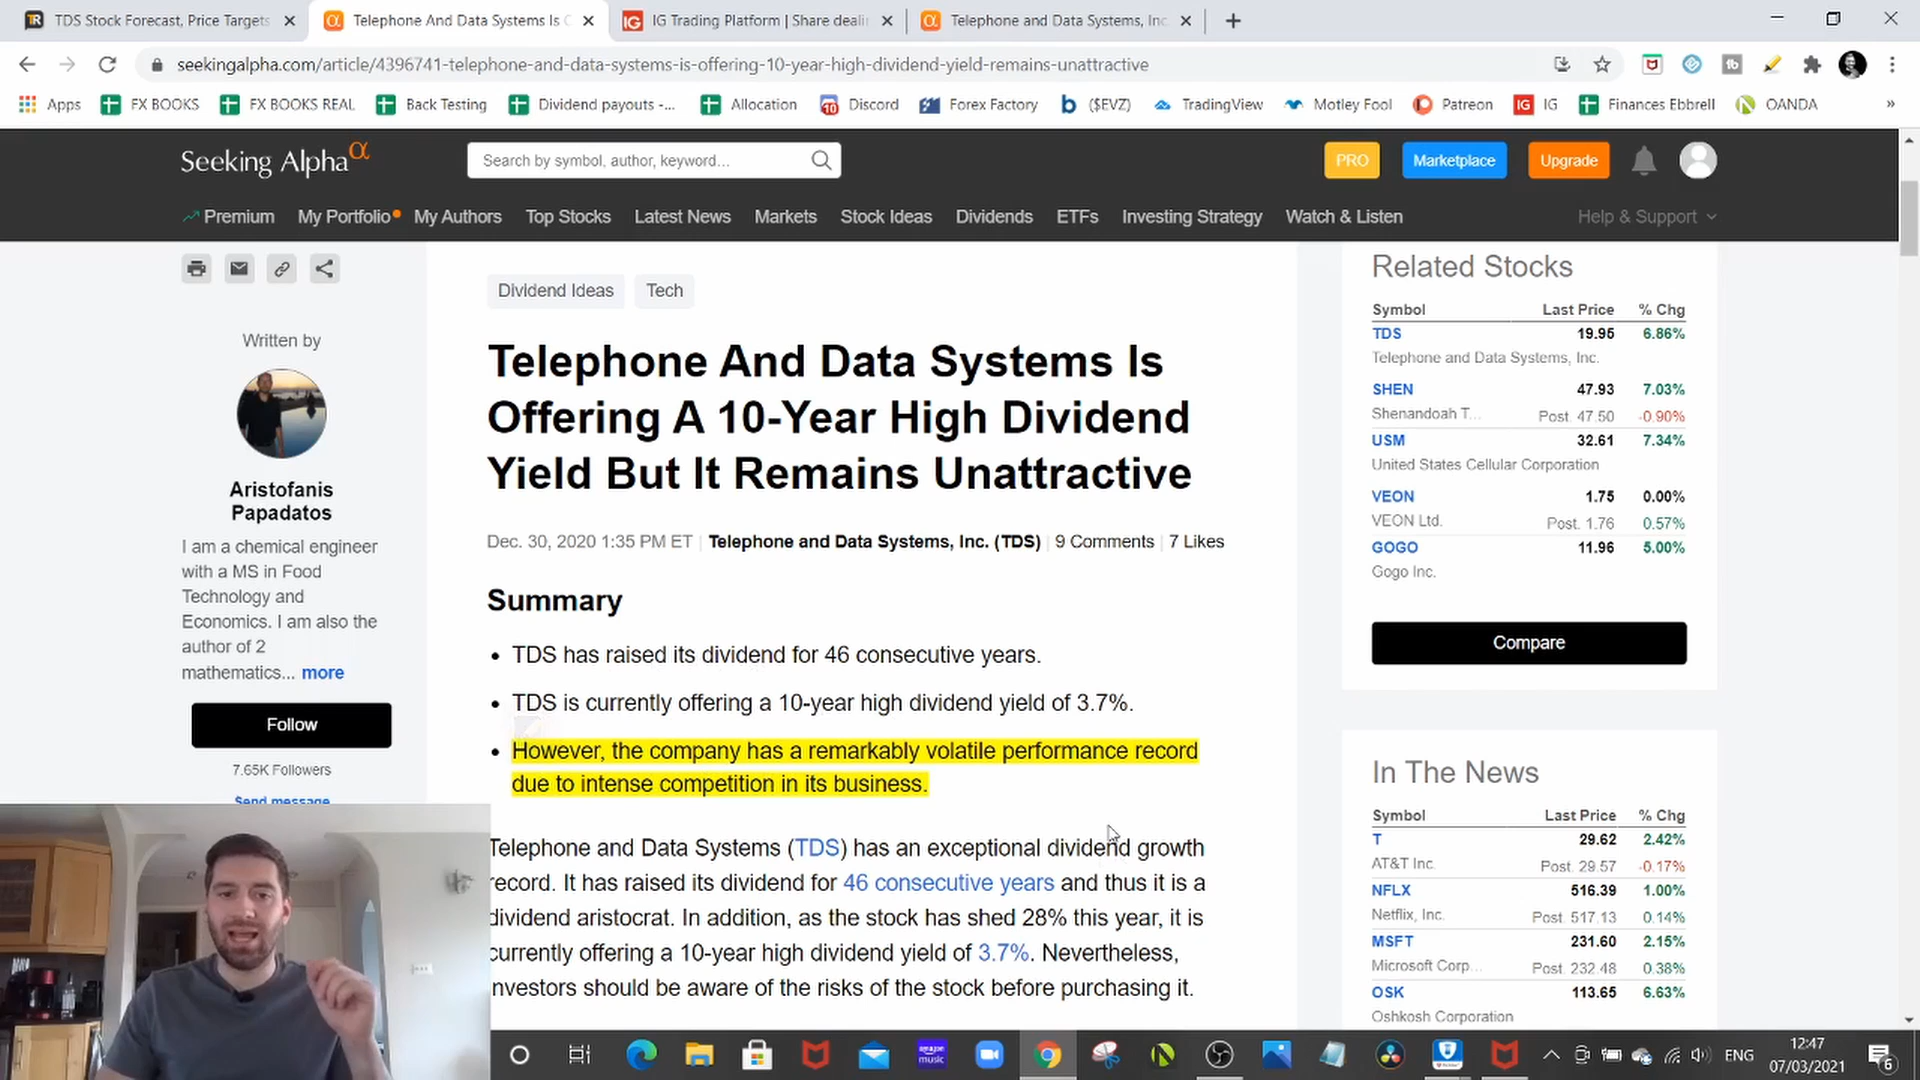 TDS Stock Forecast, Price Targets
Telephone And Data Systems Is O
IG Trading Platform | Share deali
Telephone and Data Systems, Inc.
seekingalpha.com/article/4396741-telephone-and-data-systems-is-offering-10-year-high-dividend-yield-remains-unattractive
Apps
FX BOOKS
FX BOOKS REAL
Back Testing
Dividend payouts -...
Allocation
Discord
Forex Factory
($EVZ)
TradingView
Motley Fool
Patreon
IG
Finances Ebbrell
OANDA
»
Seeking Alpha α
Search by symbol, author, keyword...
PRO
Marketplace
Upgrade
Premium
My Portfolio
My Authors
Top Stocks
Latest News
Markets
Stock Ideas
Dividends
ETFs
Investing Strategy
Watch & Listen
Help & Support
Written by
Aristofanis
Papadatos
I am a chemical engineer
with a MS in Food
Technology and
Economics. I am also the
author of 2
mathematics... more
Follow
7.65K Followers
Send message
Dividend Ideas
Tech
Telephone And Data Systems Is
Offering A 10-Year High Dividend
Yield But It Remains Unattractive
Dec. 30, 2020 1:35 PM ET | Telephone and Data Systems, Inc. (TDS) | 9 Comments | 7 Likes
Summary
• TDS has raised its dividend for 46 consecutive years.
• TDS is currently offering a 10-year high dividend yield of 3.7%.
• However, the company has a remarkably volatile performance record
due to intense competition in its business.
Telephone and Data Systems (TDS) has an exceptional dividend growth
record. It has raised its dividend for 46 consecutive years and thus it is a
dividend aristocrat. In addition, as the stock has shed 28% this year, it is
currently offering a 10-year high dividend yield of 3.7%. Nevertheless,
investors should be aware of the risks of the stock before purchasing it.
Related Stocks
Symbol Last Price % Chg
TDS 19.95 6.86%
Telephone and Data Systems, Inc.
SHEN 47.93 7.03%
Shenandoah T... Post. 47.50 -0.90%
USM 32.61 7.34%
United States Cellular Corporation
VEON 1.75 0.00%
VEON Ltd. Post. 1.76 0.57%
GOGO 11.96 5.00%
Gogo Inc.
Compare
In The News
Symbol Last Price % Chg
T 29.62 2.42%
AT&T Inc. Post. 29.57 -0.17%
NFLX 516.39 1.00%
Netflix, Inc. Post. 517.13 0.14%
MSFT 231.60 2.15%
Microsoft Corp... Post. 232.48 0.38%
OSK 113.65 6.63%
Oshkosh Corporation
amazon
music
ENG
12:47
07/03/2021
6